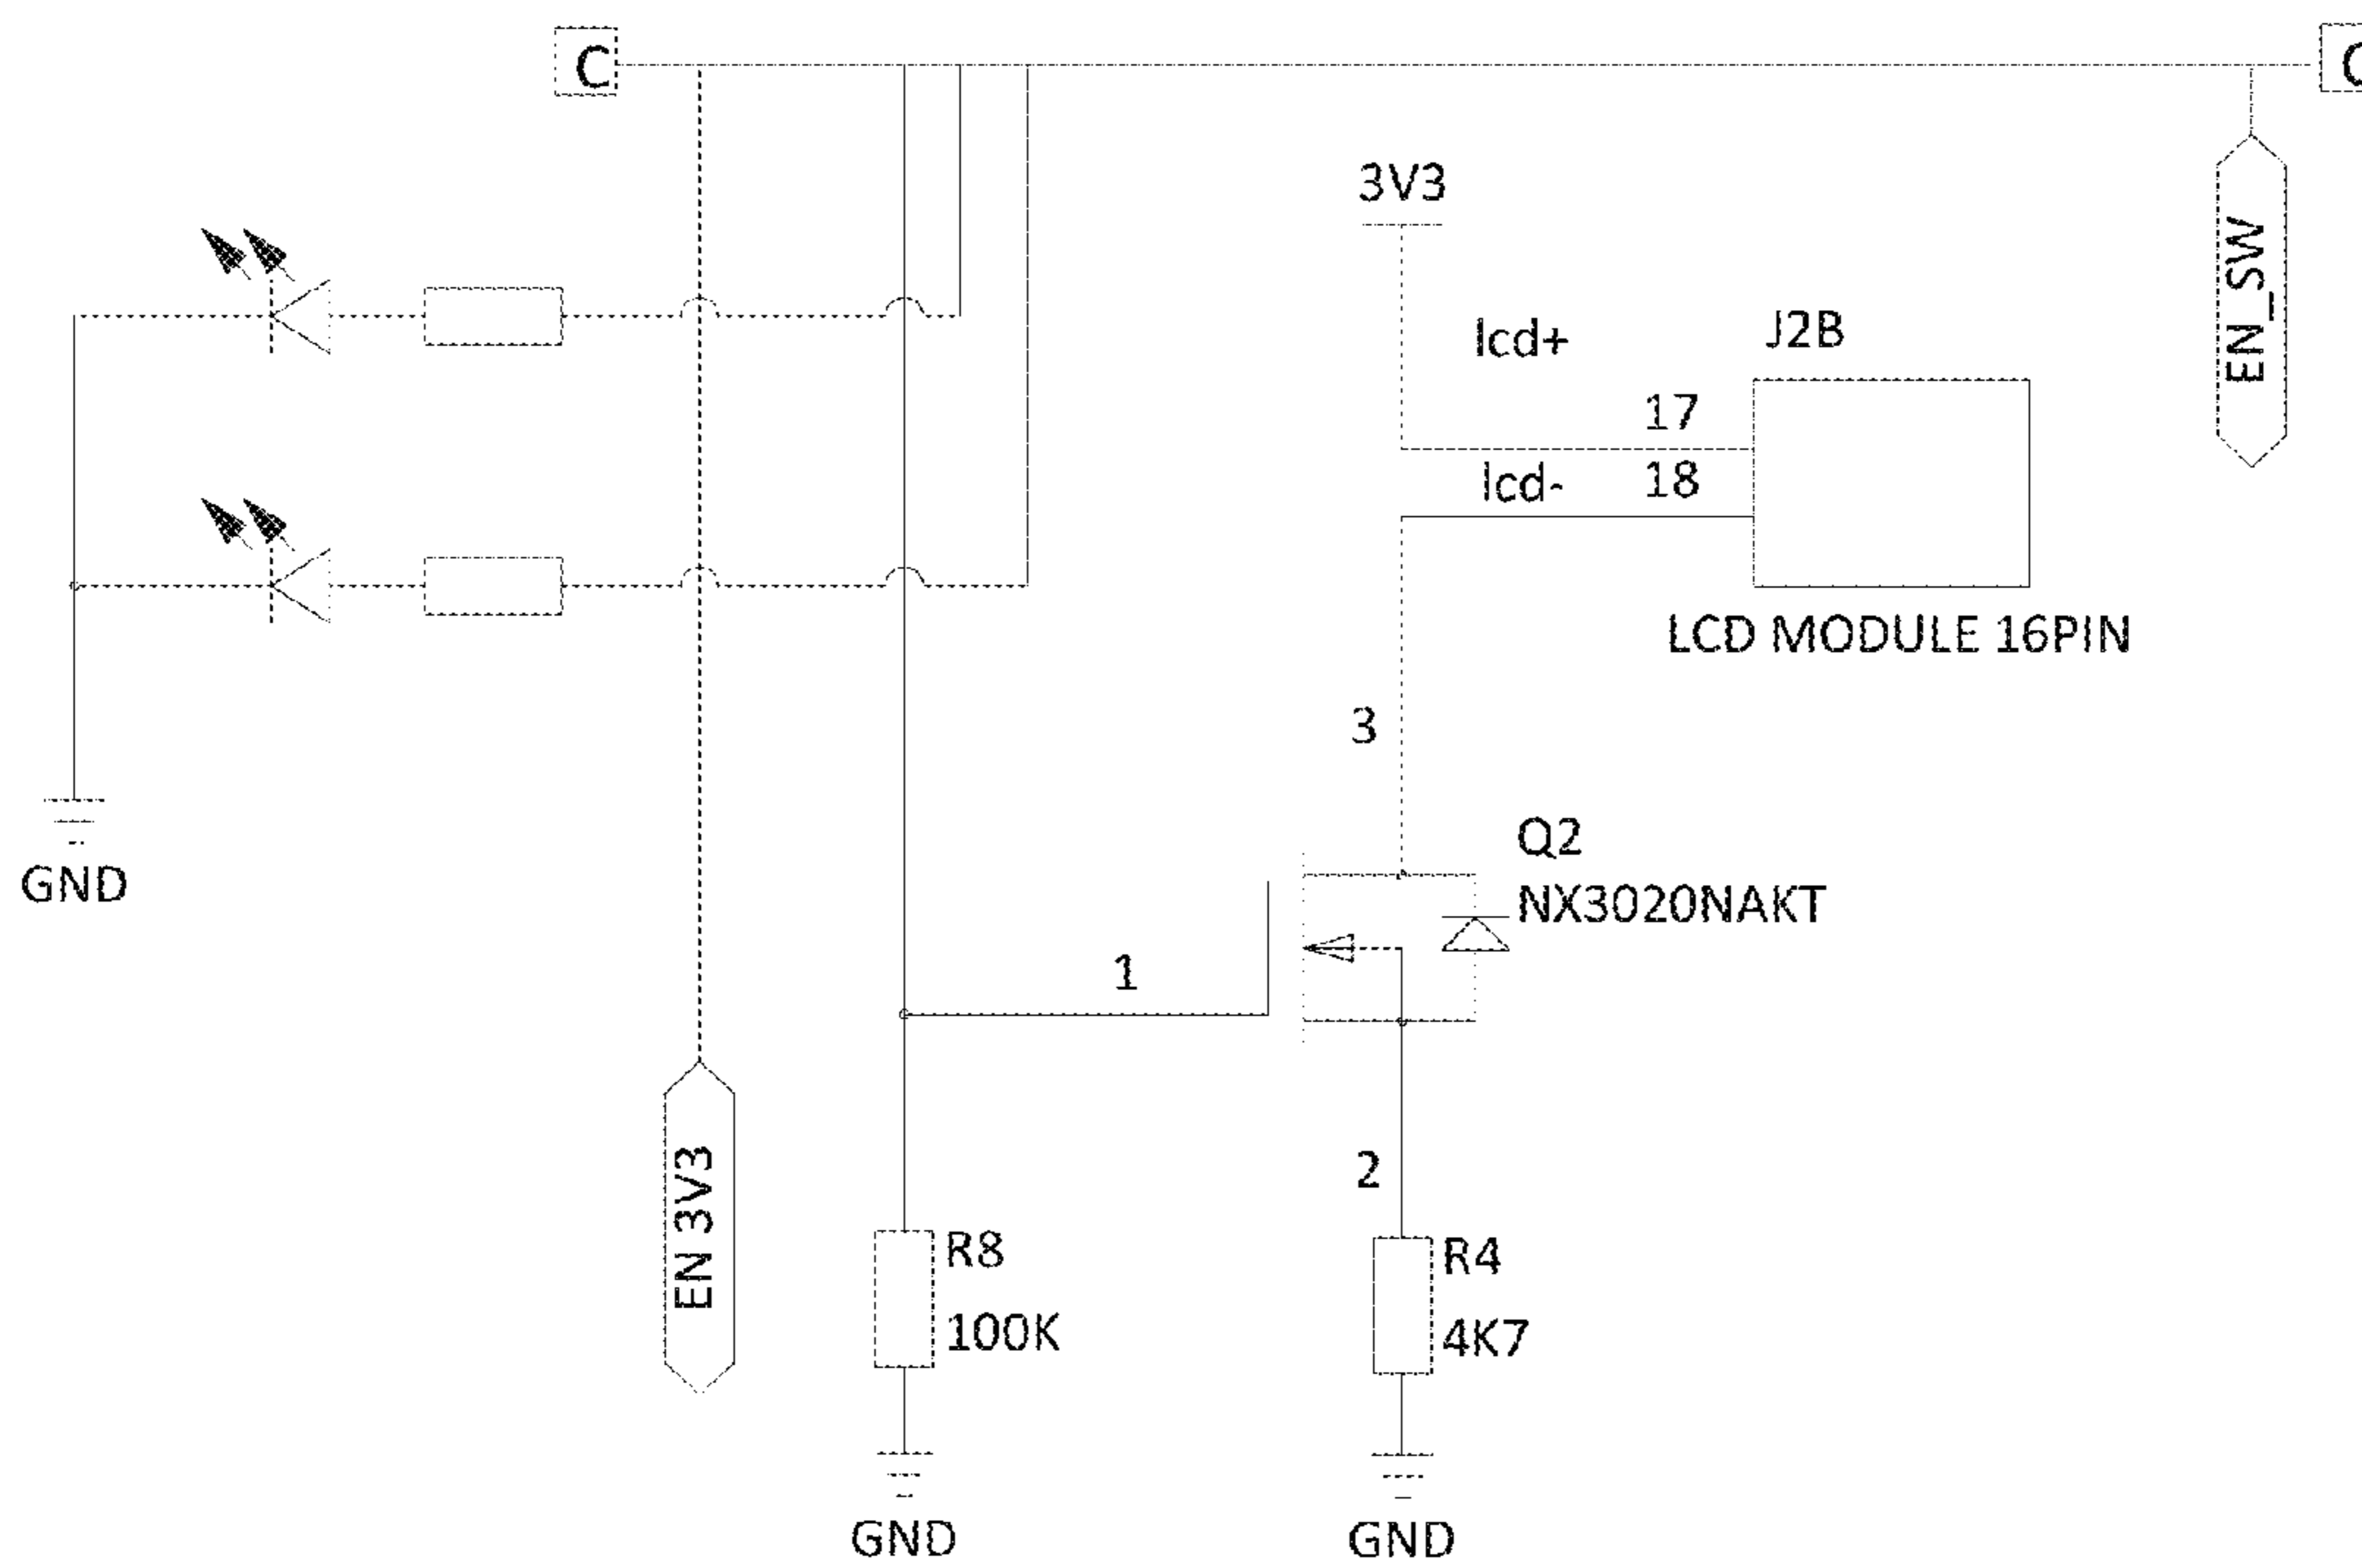 C
C
3V3
EN_SW
lcd+
J2B
17
lcd-
18
LCD MODULE 16PIN
3
Q2
GND
NX3020NAKT
1
2
EN 3V3
R8
R4
100K
4K7
GND
GND